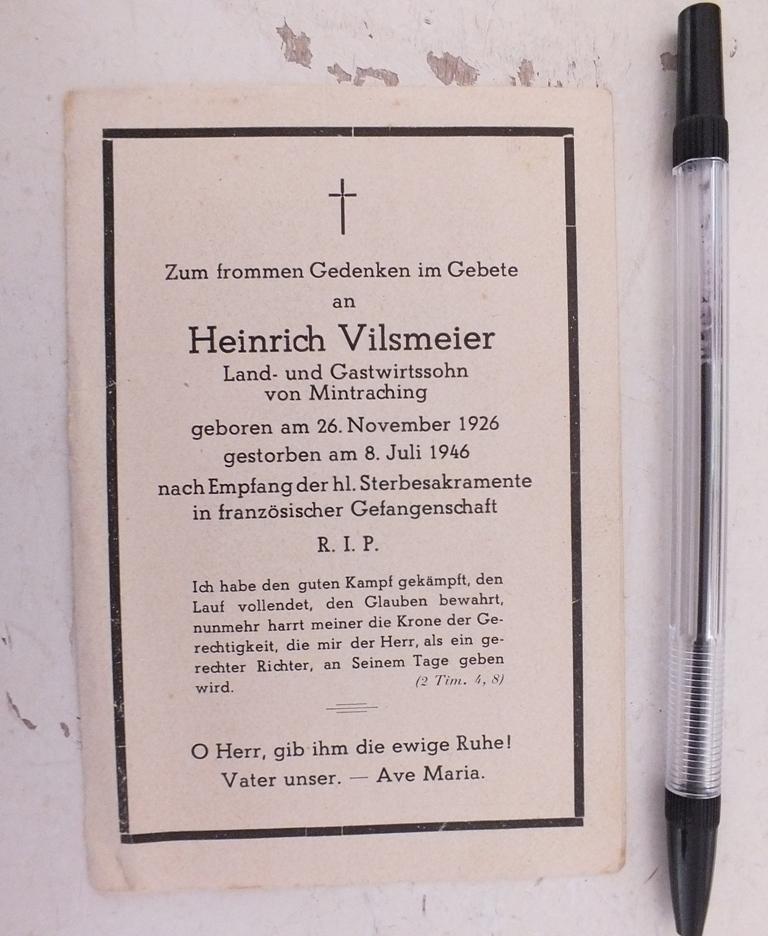 Zum frommen Gedenken im Gebete
an
Heinrich Vilsmeier
Land- und Gastwirtssohn
von Mintraching
geboren am 26. November 1926
gestorben am 8. Juli 1946
nach Empfang der hl. Sterbesakramente
in französischer Gefangenschaft
R. I. P.
Ich habe den guten Kampf gekämpft, den
Lauf vollendet, den Glauben bewahrt,
nunmehr harrt meiner die Krone der Ge-
rechtigkeit, die mir der Herr, als ein ge-
rechter Richter, an Seinem Tage geben
wird. (2 Tim. 4, 8)
O Herr, gib ihm die ewige Ruhe!
Vater unser. — Ave Maria.